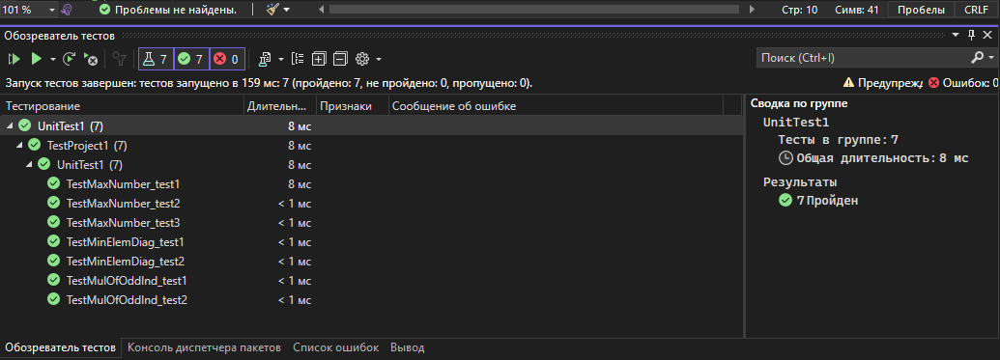 101 % Проблемы не найдены. Стр: 10 Симв: 41 Пробелы CRLF
Обозреватель тестов
7 7 0 Поиск (Ctrl+I)
Запуск тестов завершен: тестов запущено в 159 мс: 7 (пройдено: 7, не пройдено: 0, пропущено: 0). Предупреж Ошибок: 0
Тестирование Длительн... Признаки Сообщение об ошибке
UnitTest1 (7) 8 мс
TestProject1 (7) 8 мс
UnitTest1 (7) 8 мс
TestMaxNumber_test1 8 мс
TestMaxNumber_test2 < 1 мс
TestMaxNumber_test3 < 1 мс
TestMinElemDiag_test1 < 1 мс
TestMinElemDiag_test2 < 1 мс
TestMulOfOddInd_test1 < 1 мс
TestMulOfOddInd_test2 < 1 мс
Сводка по группе
UnitTest1
Тесты в группе: 7
Общая длительность: 8 мс
Результаты
7 Пройден
Обозреватель тестов Консоль диспетчера пакетов Список ошибок Вывод